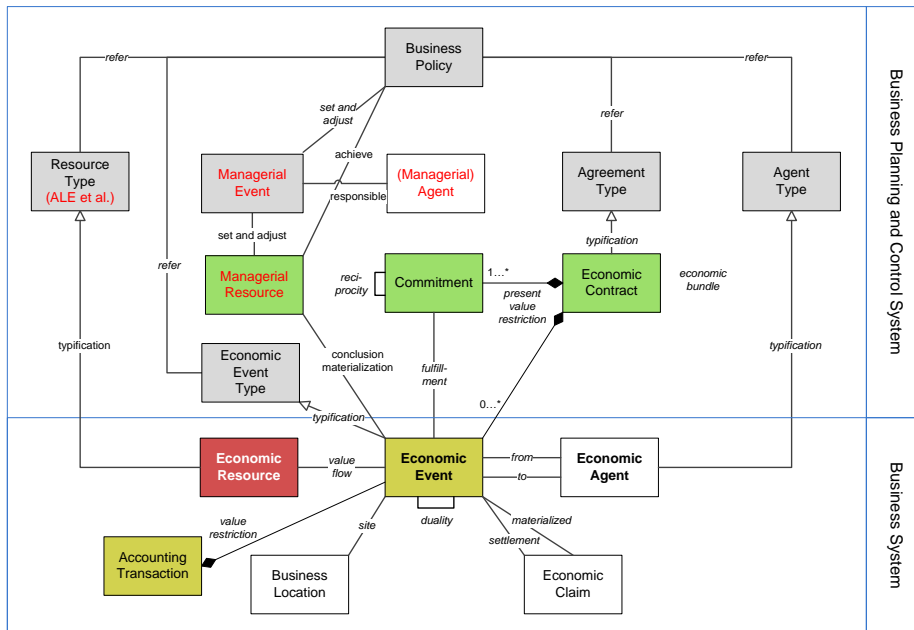 Business
Policy
refer
refer
set and
adjust
refer
achieve
Resource
Type
(ALE et al.)
Managerial
Event
(Managerial)
Agent
responsible
Agreement
Type
Agent
Type
set and adjust
typification
refer
Managerial
Resource
reci-
procity
Commitment
1…*
present
value
restriction
Economic
Contract
economic
bundle
typification
conclusion
materialization
typification
Economic
Event
Type
fulfill-
ment
0…*
typification
Economic
Resource
value
flow
Economic
Event
from
to
Economic
Agent
duality
value
restriction
site
materialized
settlement
Accounting
Transaction
Business
Location
Economic
Claim
Business Planning and Control System
Business System